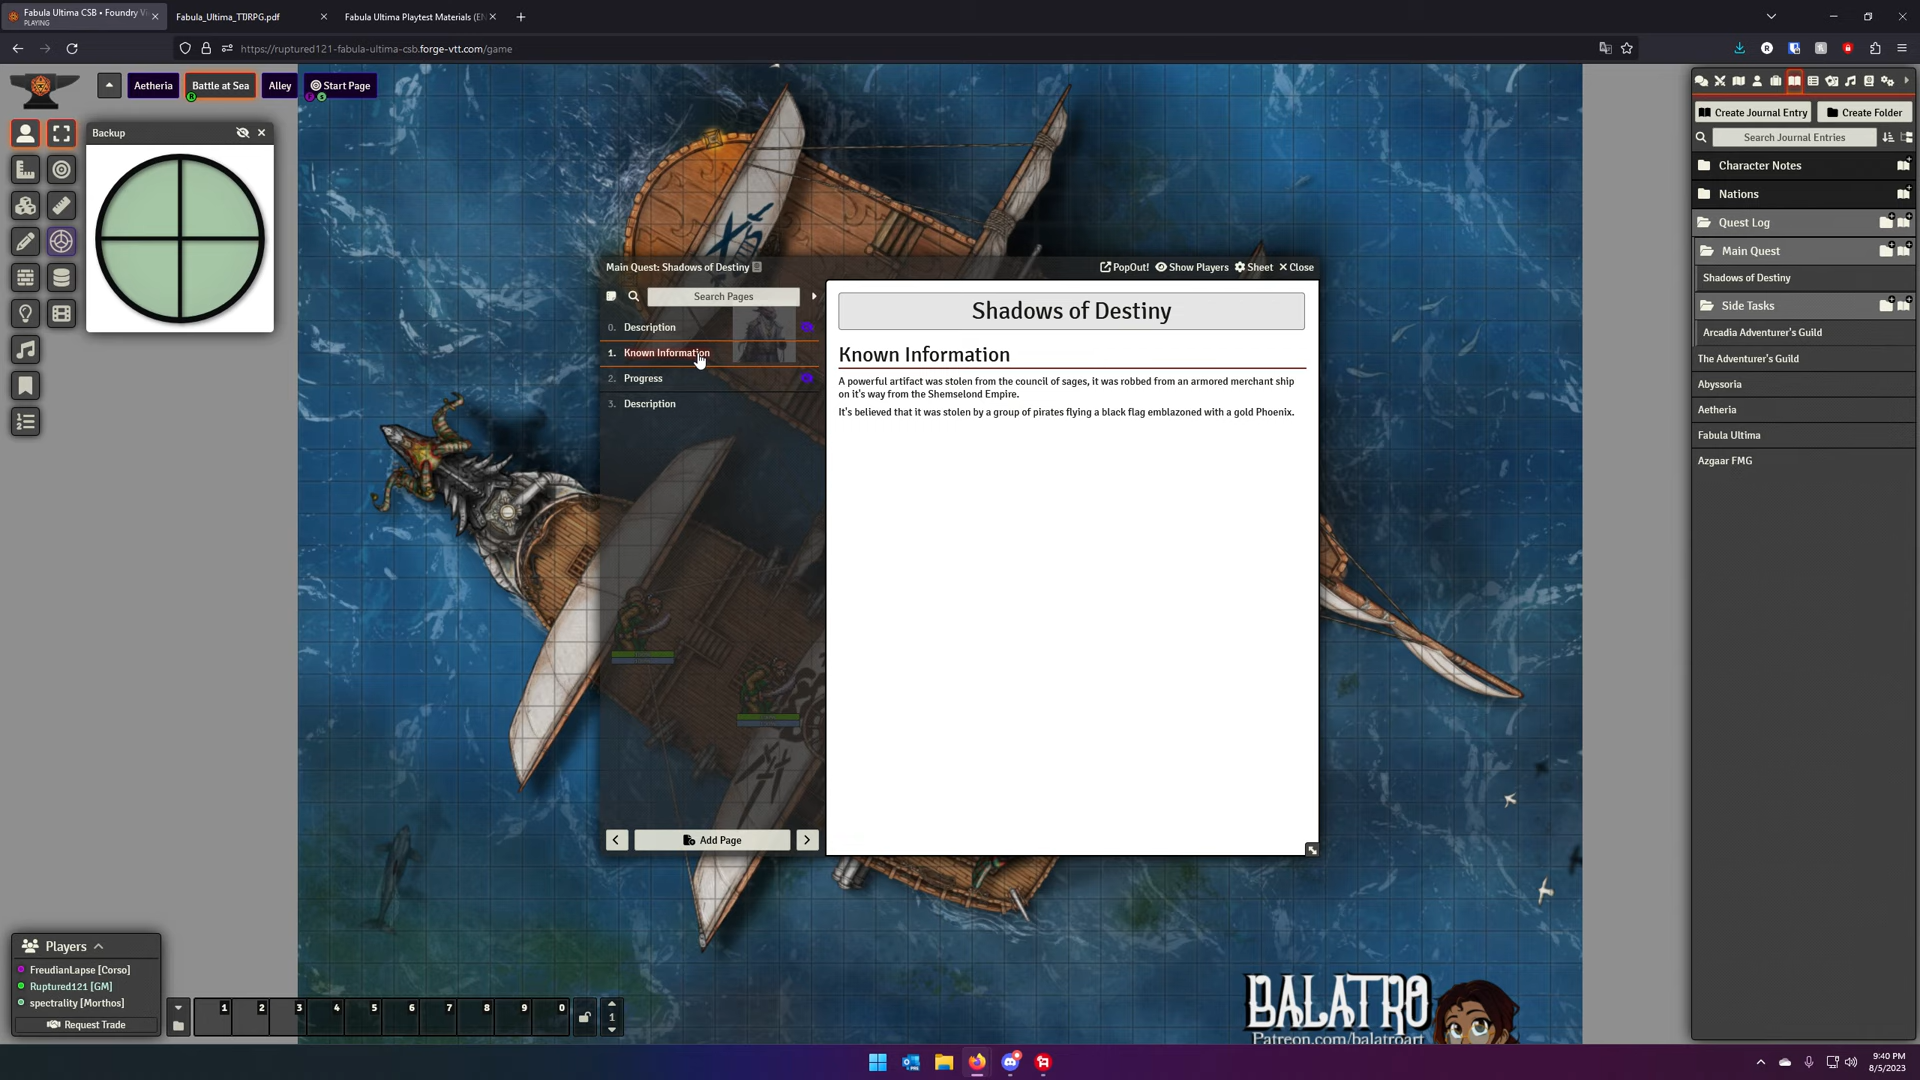 Fabula Ultima CSB • Foundry Vi
PLAYING
Fabula_Ultima_TTJRPG.pdf
Fabula Ultima Playtest Materials (EN
https://ruptured121-fabula-ultima-csb.forge-vtt.com/game
Aetheria
Battle at Sea
Alley
Start Page
Backup
Create Journal Entry
Create Folder
Search Journal Entries
Character Notes
Nations
Quest Log
Main Quest
Shadows of Destiny
Side Tasks
Arcadia Adventurer's Guild
The Adventurer's Guild
Abyssoria
Aetheria
Fabula Ultima
Azgaar FMG
Main Quest: Shadows of Destiny
PopOut!
Show Players
Sheet
Close
Search Pages
0. Description
1. Known Information
2. Progress
3. Description
Add Page
Shadows of Destiny
Known Information
A powerful artifact was stolen from the council of sages, it was robbed from an armored merchant ship
on it's way from the Shemselond Empire.
It's believed that it was stolen by a group of pirates flying a black flag emblazoned with a gold Phoenix.
Players
FreudianLapse [Corso]
Ruptured121 [GM]
spectrality [Morthos]
Request Trade
1 2 3 4 5 6 7 8 9 0
1
BALATRO
Patreon.com/balatroart
9:40 PM
8/5/2023